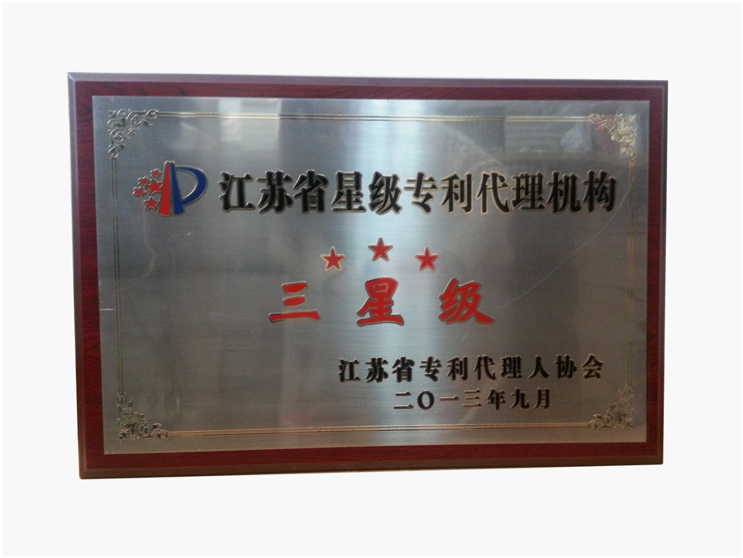 江苏省星级专利代理机构
三星级
江苏省专利代理人协会
二〇一三年九月